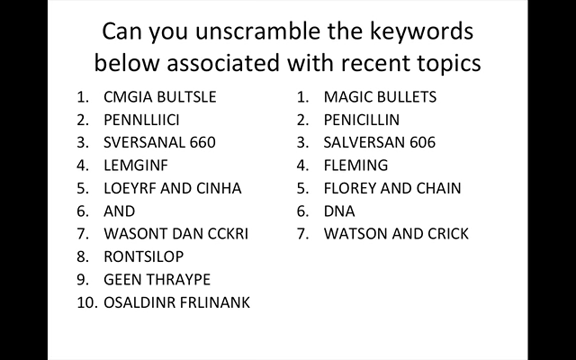 Can you unscramble the keywords
below associated with recent topics
1. CMGIA BULTSLE
2. PENNLLIICI
3. SVERSANAL 660
4. LEMGINF
5. LOEYRF AND CINHA
6. AND
7. WASONT DAN CCKRI
8. RONTSILOP
9. GEEN THRAYPE
10. OSALDINR FRLINANK
1. MAGIC BULLETS
2. PENICILLIN
3. SALVERSAN 606
4. FLEMING
5. FLOREY AND CHAIN
6. DNA
7. WATSON AND CRICK